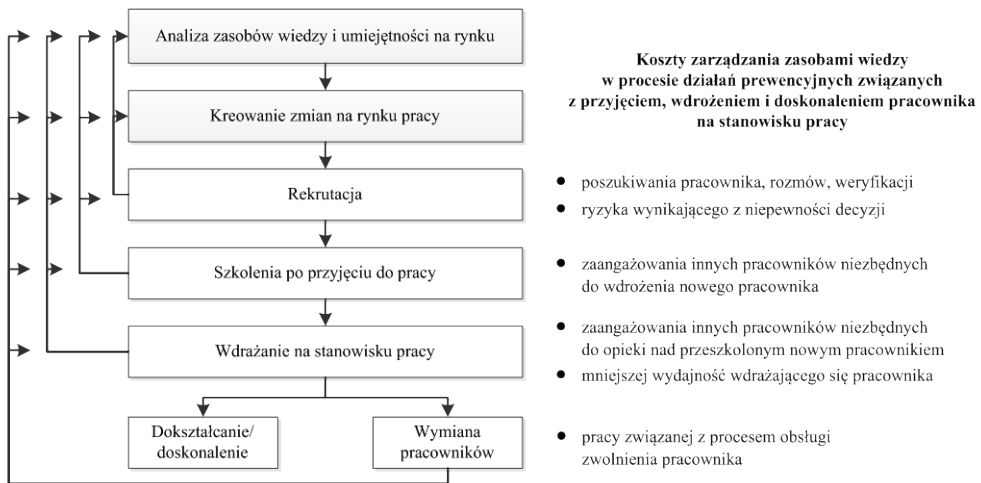 Analiza zasobów wiedzy i umiejętności na rynku
Kreowanie zmian na rynku pracy
Rekrutacja
Szkolenia po przyjęciu do pracy
Wdrażanie na stanowisku pracy
Dokształcanie/
doskonalenie
Wymiana
pracowników
Koszty zarządzania zasobami wiedzy
w procesie działań prewencyjnych związanych
z przyjęciem, wdrożeniem i doskonaleniem pracownika
na stanowisku pracy
• poszukiwania pracownika, rozmów, weryfikacji
• ryzyka wynikającego z niepewności decyzji
• zaangażowania innych pracowników niezbędnych
do wdrożenia nowego pracownika
• zaangażowania innych pracowników niezbędnych
do opieki nad przeszkolonym nowym pracownikiem
• mniejszej wydajność wdrażającego się pracownika
• pracy związanej z procesem obsługi
zwolnienia pracownika